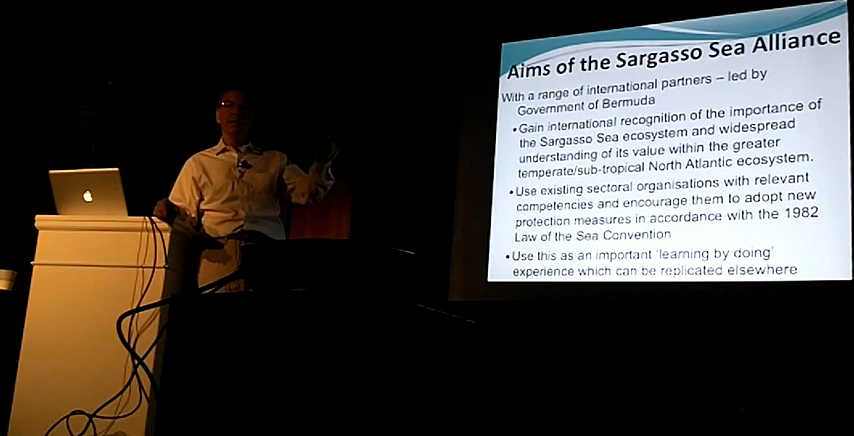 Aims of the Sargasso Sea Alliance
With a range of international partners – led by
Government of Bermuda
•Gain international recognition of the importance of
the Sargasso Sea ecosystem and widespread
understanding of its value within the greater
temperate/sub-tropical North Atlantic ecosystem.
•Use existing sectoral organisations with relevant
competencies and encourage them to adopt new
protection measures in accordance with the 1982
Law of the Sea Convention
•Use this as an important 'learning by doing'
experience which can be replicated elsewhere